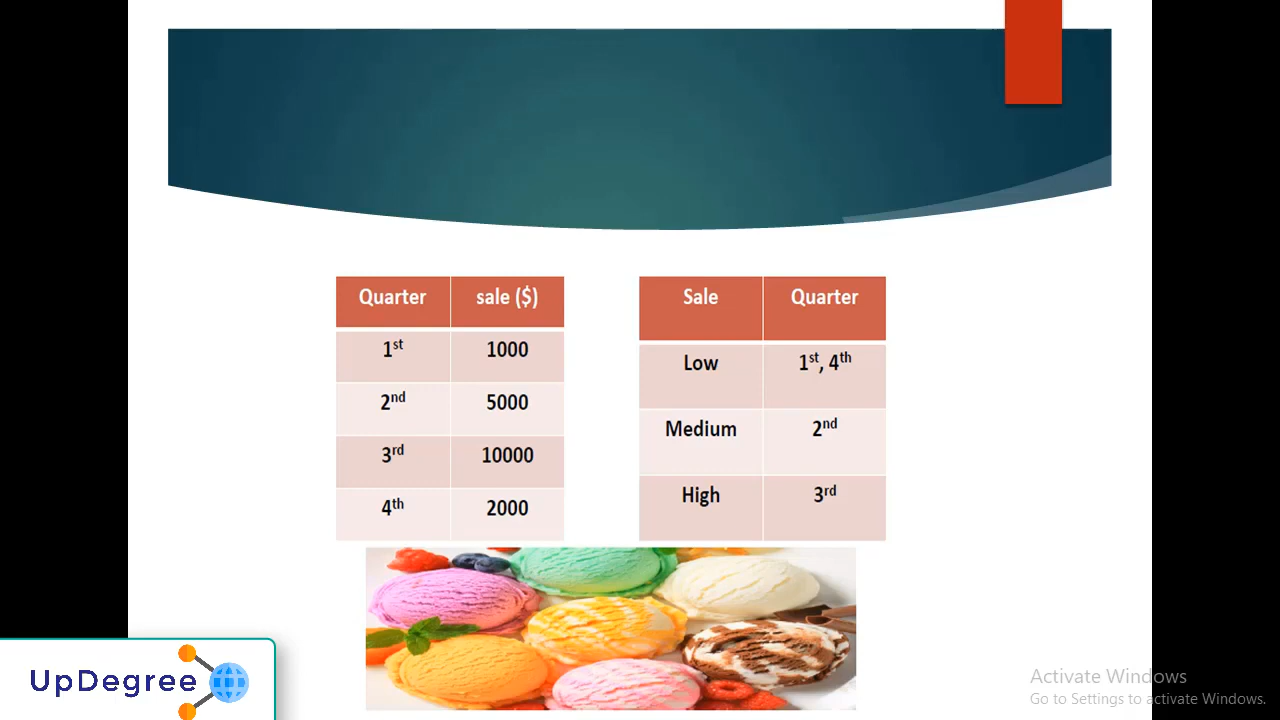 Quarter sale ($)
1st 1000
2nd 5000
3rd 10000
4th 2000
Sale Quarter
Low 1st, 4th
Medium 2nd
High 3rd
UpDegree
Activate Windows
Go to Settings to activate Windows.